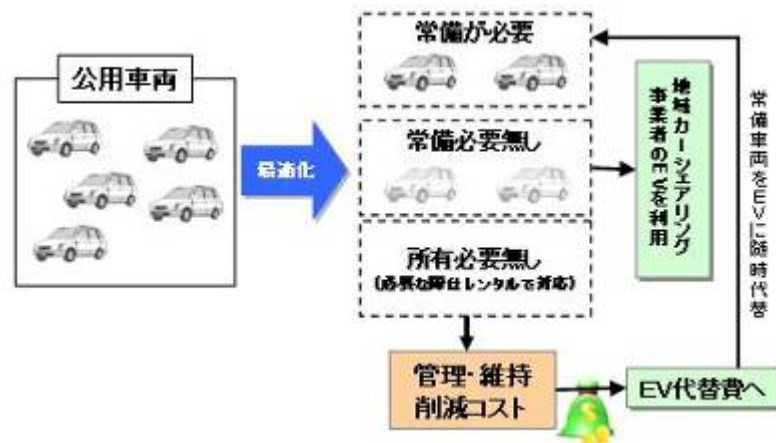 公用車両
最適化
常備が必要
常備必要無し
所有必要無し
(必要な際はレンタルで対応)
地域カーシェアリング
事業者のEVを利用
常備車両をEVに随時代替
管理・維持
削減コスト
EV代替費へ